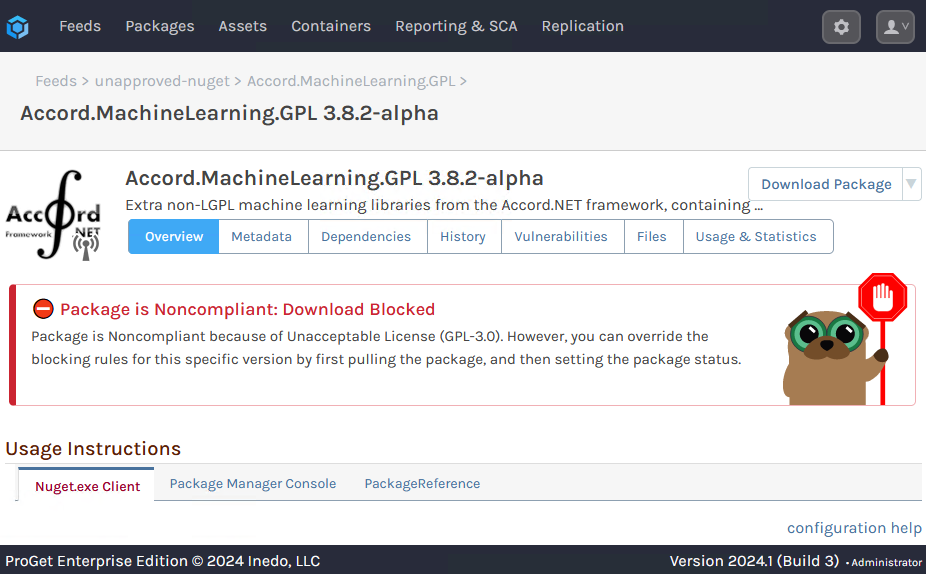 Feeds Packages Assets Containers Reporting & SCA Replication
Feeds > unapproved-nuget > Accord.MachineLearning.GPL >
Accord.MachineLearning.GPL 3.8.2-alpha
Accord
Framework .NET
Accord.MachineLearning.GPL 3.8.2-alpha
Download Package
Extra non-LGPL machine learning libraries from the Accord.NET framework, containing ...
Overview Metadata Dependencies History Vulnerabilities Files Usage & Statistics
Package is Noncompliant: Download Blocked
Package is Noncompliant because of Unacceptable License (GPL-3.0). However, you can override the
blocking rules for this specific version by first pulling the package, and then setting the package status.
Usage Instructions
Nuget.exe Client Package Manager Console PackageReference
configuration help
ProGet Enterprise Edition © 2024 Inedo, LLC Version 2024.1 (Build 3) • Administrator